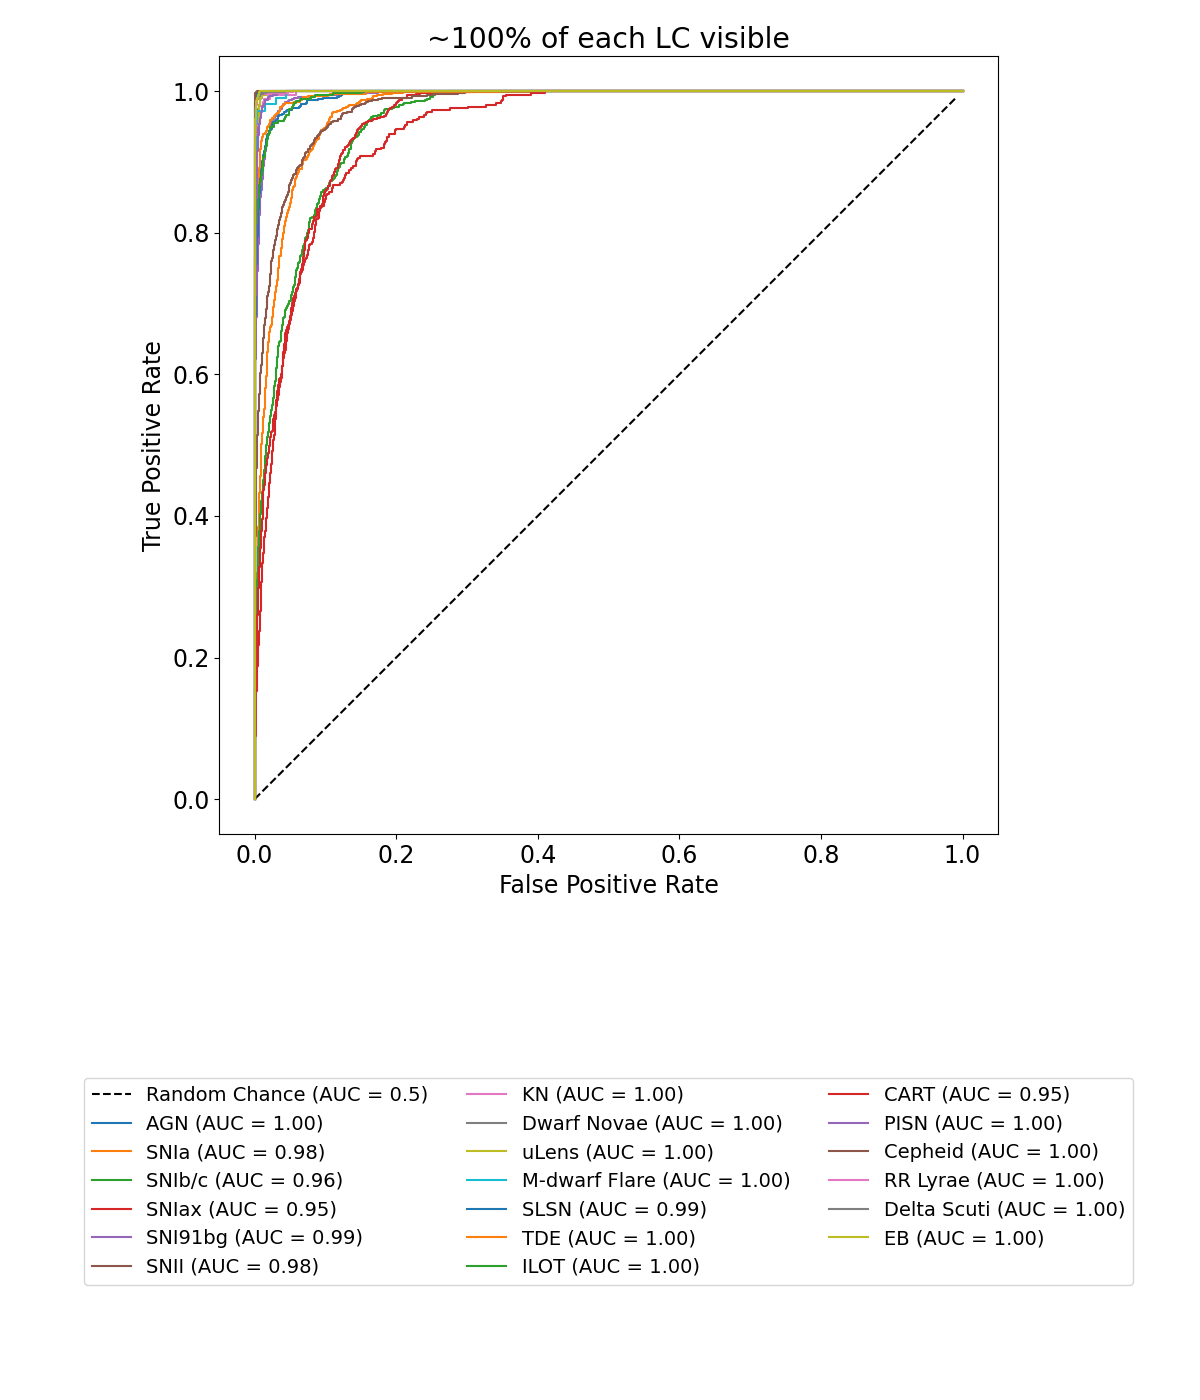 ~100% of each LC visible
1.0
0.8
0.6
0.4
0.2
0.0
True Positive Rate
0.0 0.2 0.4 0.6 0.8 1.0
False Positive Rate
Random Chance (AUC = 0.5)
AGN (AUC = 1.00)
SNIa (AUC = 0.98)
SNIb/c (AUC = 0.96)
SNIax (AUC = 0.95)
SNI91bg (AUC = 0.99)
SNII (AUC = 0.98)
KN (AUC = 1.00)
Dwarf Novae (AUC = 1.00)
uLens (AUC = 1.00)
M-dwarf Flare (AUC = 1.00)
SLSN (AUC = 0.99)
TDE (AUC = 1.00)
ILOT (AUC = 1.00)
CART (AUC = 0.95)
PISN (AUC = 1.00)
Cepheid (AUC = 1.00)
RR Lyrae (AUC = 1.00)
Delta Scuti (AUC = 1.00)
EB (AUC = 1.00)